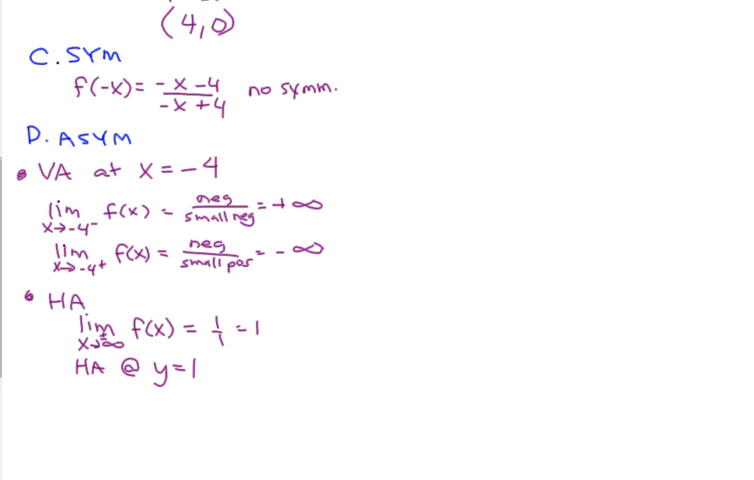 (4,0)
C. SYM
f(-x) = -x-4 / -x+4 no symm.
D. ASYM
• VA at x = -4
lim x→-4⁻ f(x) = neg / small neg = +∞
lim x→-4⁺ f(x) = neg / small pos = -∞
• HA
lim x→±∞ f(x) = 1/1 = 1
HA @ y=1